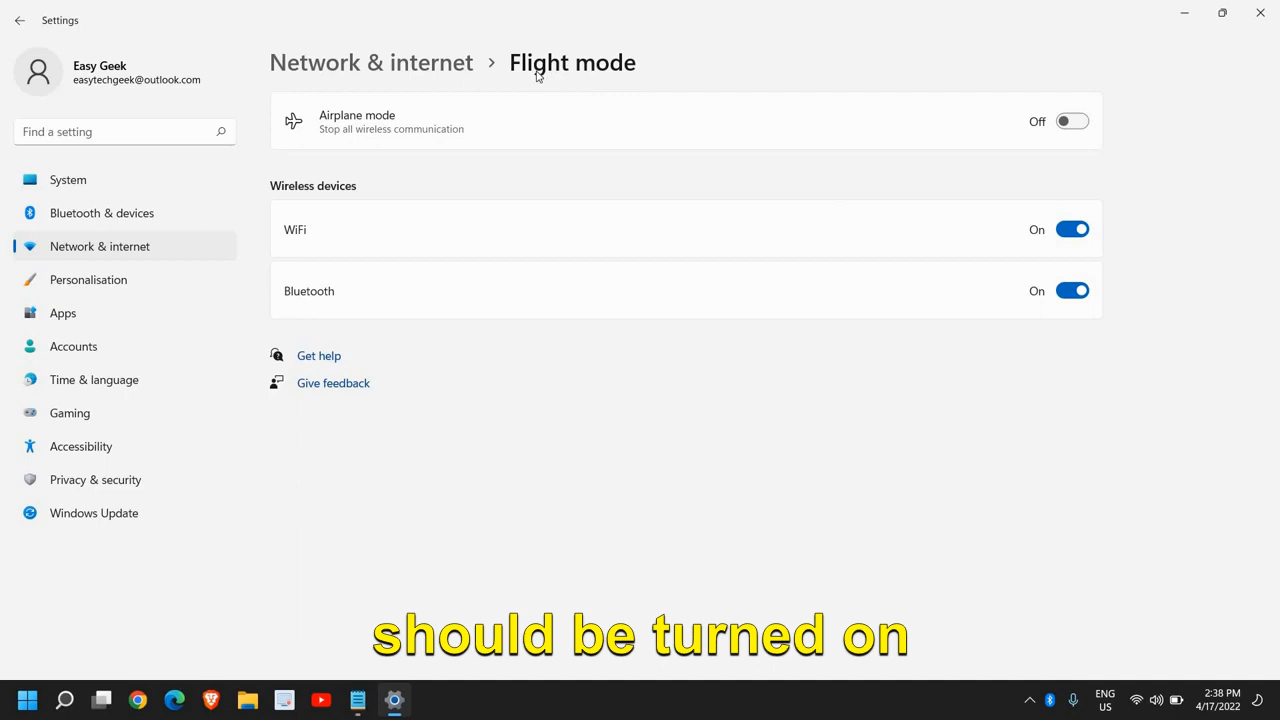 Settings
Easy Geek
easytechgeek@outlook.com
Find a setting
System
Bluetooth & devices
Network & internet
Personalisation
Apps
Accounts
Time & language
Gaming
Accessibility
Privacy & security
Windows Update
Network & internet › Flight mode
Airplane mode
Stop all wireless communication
Off
Wireless devices
WiFi
On
Bluetooth
On
Get help
Give feedback
should be turned on
ENG
US
2:38 PM
4/17/2022